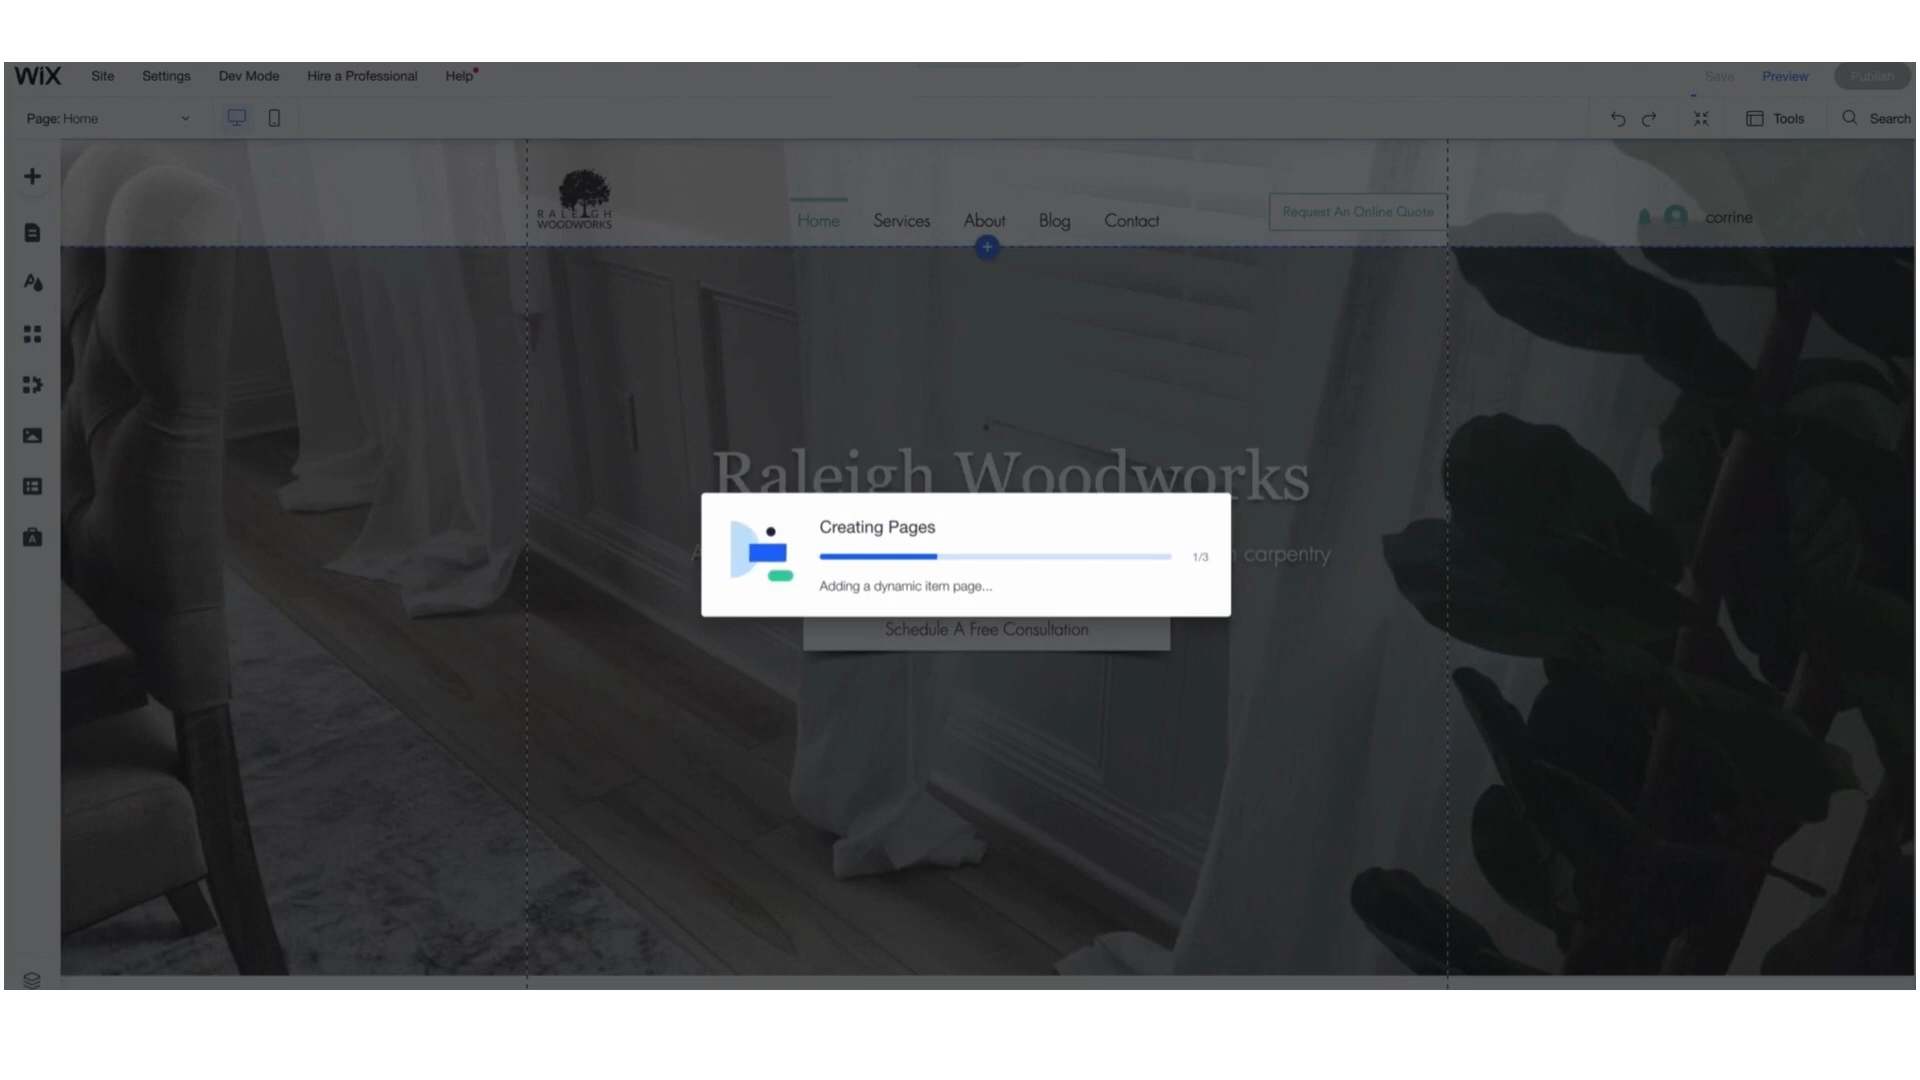 WiX Site Settings Dev Mode Hire a Professional Help Save Preview Publish
Page: Home Tools Search
RALEIGH
WOODWORKS
Home Services About Blog Contact Request An Online Quote corrine
Raleigh Woodworks
Creating Pages
1/3
carpentry
Adding a dynamic item page...
Schedule A Free Consultation